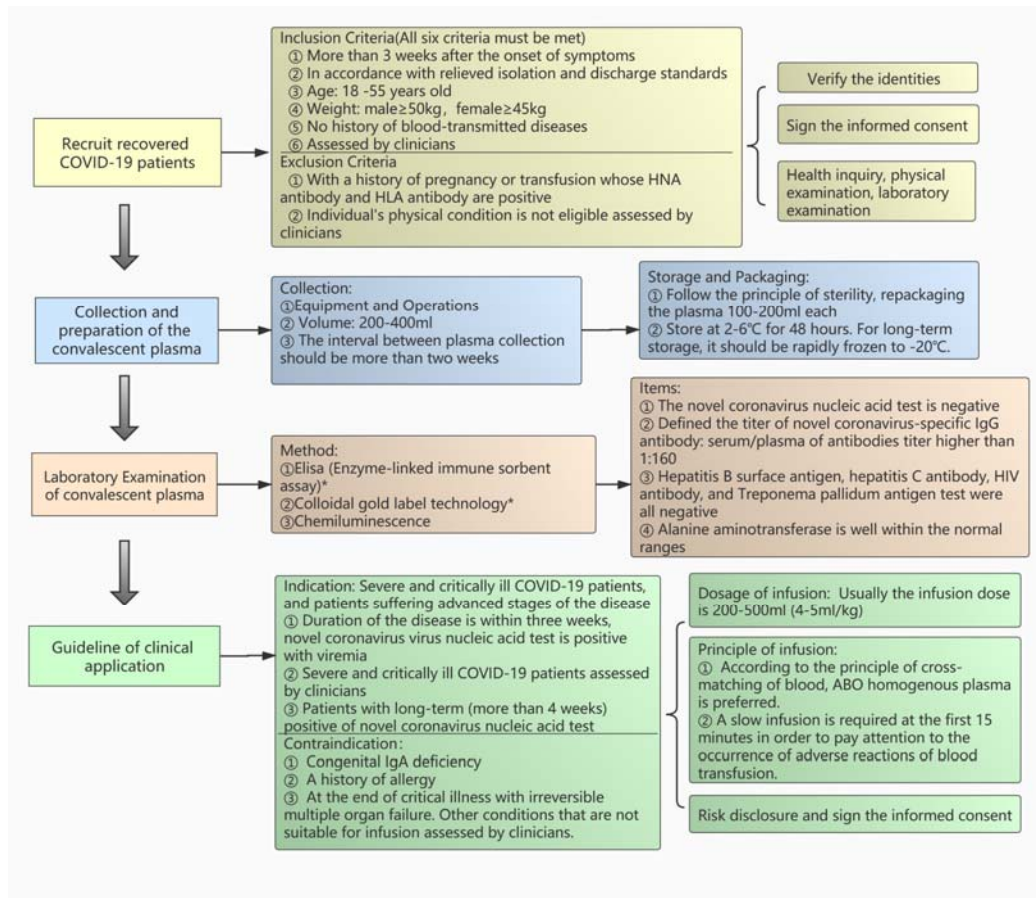 Recruit recovered
COVID-19 patients
Inclusion Criteria(All six criteria must be met)
① More than 3 weeks after the onset of symptoms
② In accordance with relieved isolation and discharge standards
③ Age: 18 -55 years old
④ Weight: male≥50kg, female≥45kg
⑤ No history of blood-transmitted diseases
⑥ Assessed by clinicians
Exclusion Criteria
① With a history of pregnancy or transfusion whose HNA
antibody and HLA antibody are positive
② Individual's physical condition is not eligible assessed by
clinicians
Verify the identities
Sign the informed consent
Health inquiry, physical
examination, laboratory
examination
Collection and
preparation of the
convalescent plasma
Collection:
①Equipment and Operations
② Volume: 200-400ml
③ The interval between plasma collection
should be more than two weeks
Storage and Packaging:
① Follow the principle of sterility, repackaging
the plasma 100-200ml each
② Store at 2-6℃ for 48 hours. For long-term
storage, it should be rapidly frozen to -20℃.
Laboratory Examination
of convalescent plasma
Method:
①Elisa (Enzyme-linked immune sorbent
assay)*
②Colloidal gold label technology*
③Chemiluminescence
Items:
① The novel coronavirus nucleic acid test is negative
② Defined the titer of novel coronavirus-specific IgG
antibody: serum/plasma of antibodies titer higher than
1:160
③ Hepatitis B surface antigen, hepatitis C antibody, HIV
antibody, and Treponema pallidum antigen test were
all negative
④ Alanine aminotransferase is well within the normal
ranges
Guideline of clinical
application
Indication: Severe and critically ill COVID-19 patients,
and patients suffering advanced stages of the disease
① Duration of the disease is within three weeks,
novel coronavirus virus nucleic acid test is positive
with viremia
② Severe and critically ill COVID-19 patients assessed
by clinicians
③ Patients with long-term (more than 4 weeks)
positive of novel coronavirus nucleic acid test
Contraindication:
① Congenital IgA deficiency
② A history of allergy
③ At the end of critical illness with irreversible
multiple organ failure. Other conditions that are not
suitable for infusion assessed by clinicians.
Dosage of infusion: Usually the infusion dose
is 200-500ml (4-5ml/kg)
Principle of infusion:
① According to the principle of cross-
matching of blood, ABO homogenous plasma
is preferred.
② A slow infusion is required at the first 15
minutes in order to pay attention to the
occurrence of adverse reactions of blood
transfusion.
Risk disclosure and sign the informed consent